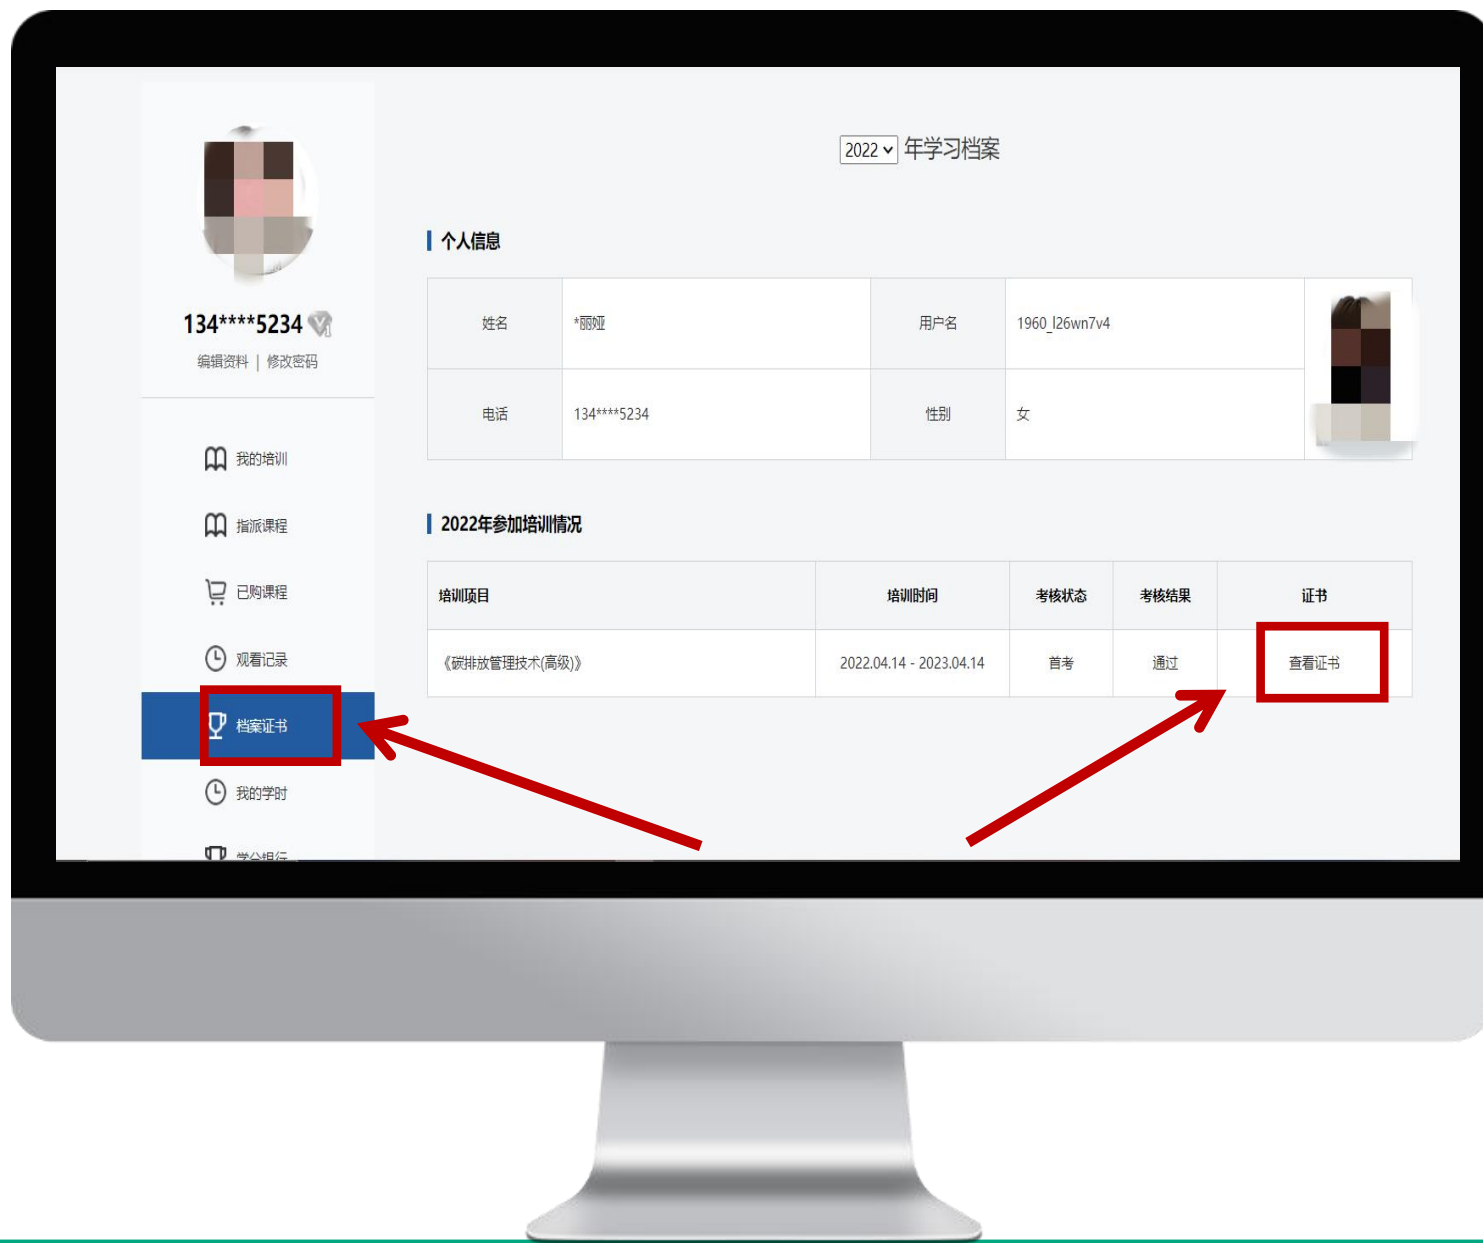 2022 年学习档案
个人信息
134****5234
编辑资料 | 修改密码
姓名 *丽娅 用户名 1960_l26wn7v4
电话 134****5234 性别 女
我的培训
指派课程
已购课程
观看记录
档案证书
我的学时
学分银行
2022年参加培训情况
培训项目 培训时间 考核状态 考核结果 证书
《碳排放管理技术(高级)》 2022.04.14 - 2023.04.14 首考 通过 查看证书